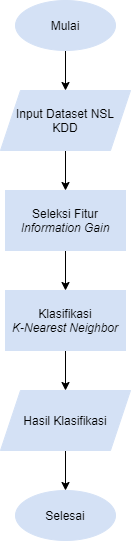 Mulai
Input Dataset NSL
KDD
Seleksi Fitur
Information Gain
Klasifikasi
K-Nearest Neighbor
Hasil Klasifikasi
Selesai